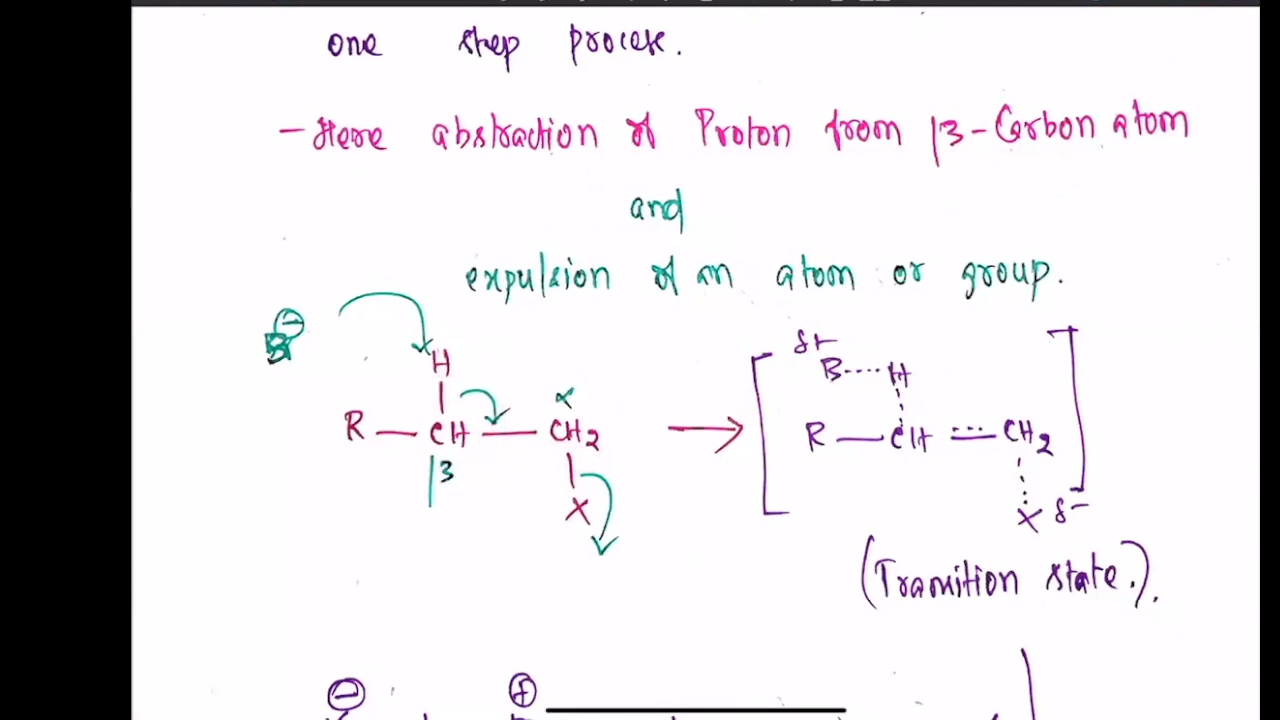 one step process.
- Here abstraction of Proton from β-Carbon atom
and
expulsion of an atom or group.
⊖
B
H
R — CH — CH2
α
β
X
δ+
B····H
R — CH = CH2
X δ-
(Transition state.).
⊖ ⊕